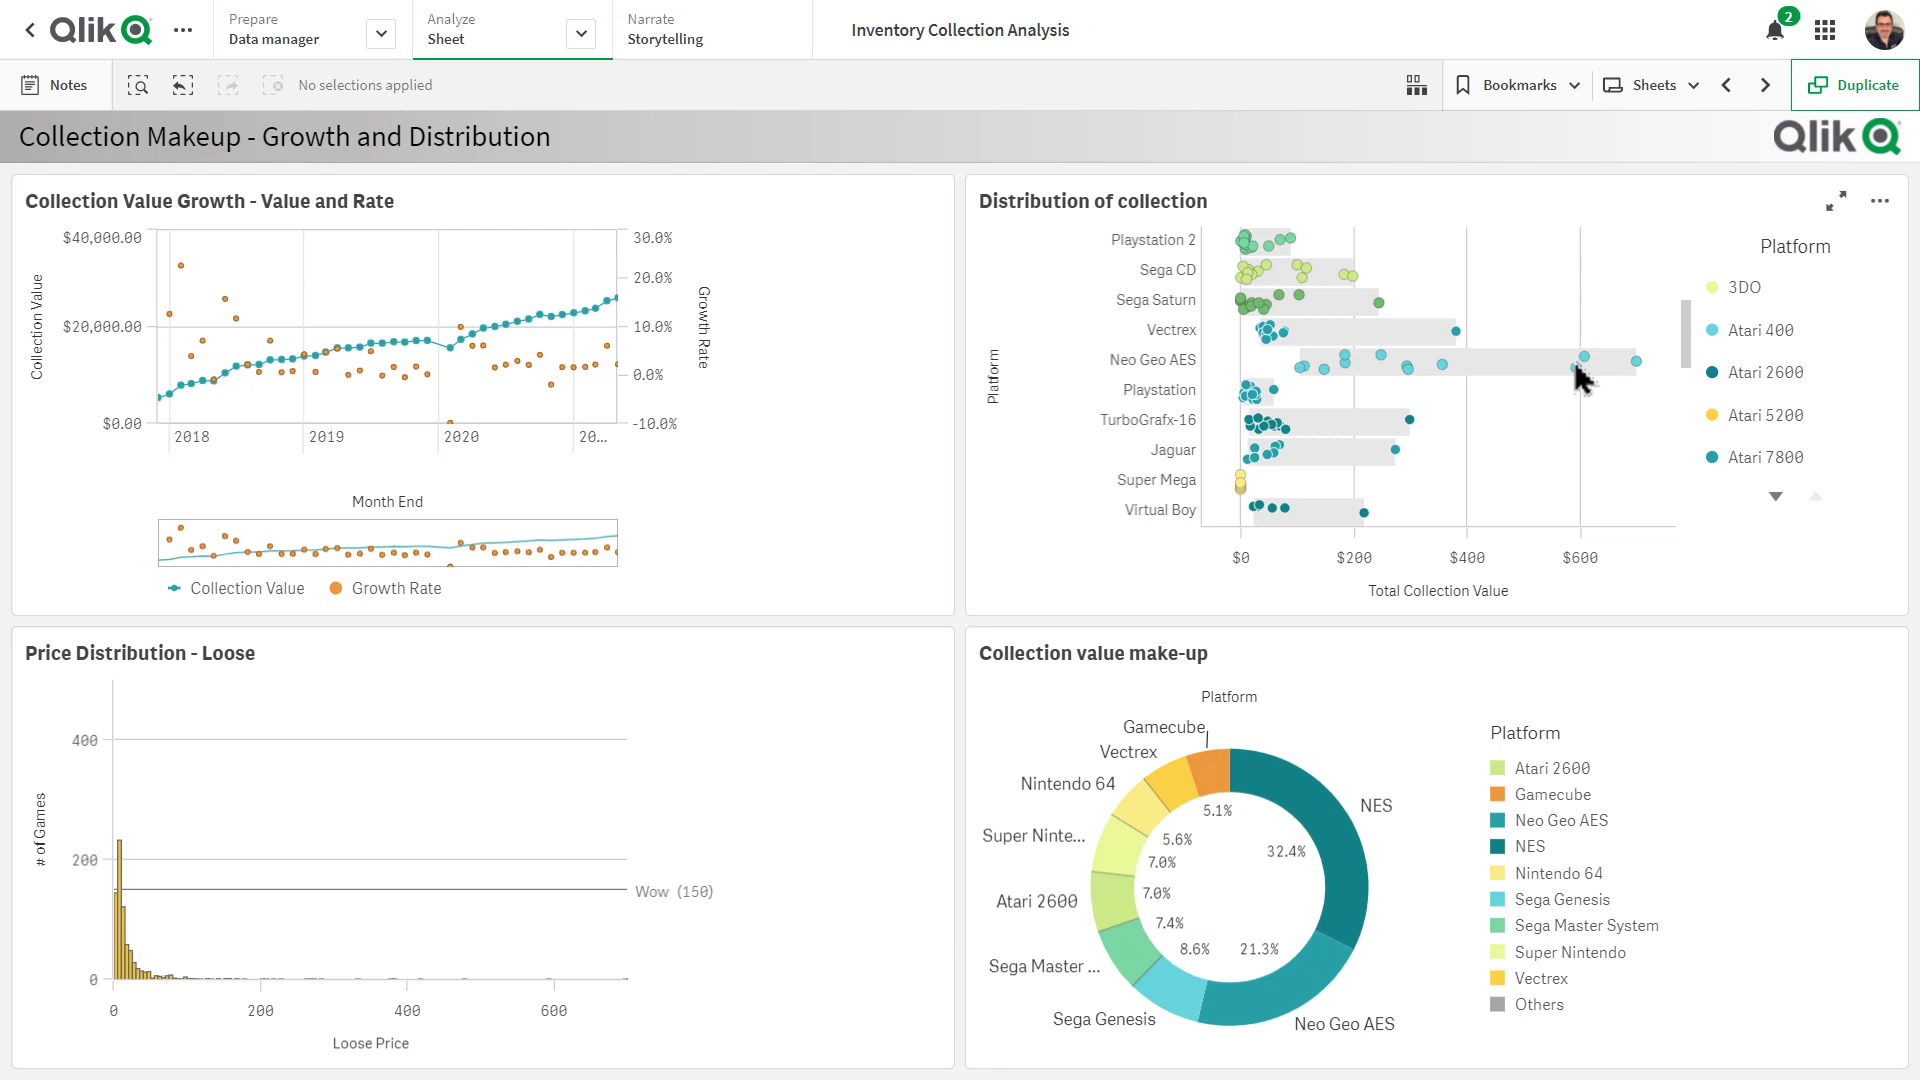 Qlik
Prepare
Data manager
Analyze
Sheet
Narrate
Storytelling
Inventory Collection Analysis
2
Notes
No selections applied
Bookmarks
Sheets
Duplicate
Collection Makeup - Growth and Distribution
Qlik
Collection Value Growth - Value and Rate
$40,000.00
$20,000.00
$0.00
Collection Value
30.0%
20.0%
10.0%
0.0%
-10.0%
Growth Rate
2018
2019
2020
20...
Month End
Collection Value
Growth Rate
Distribution of collection
Platform
Playstation 2
Sega CD
Sega Saturn
Vectrex
Neo Geo AES
Playstation
TurboGrafx-16
Jaguar
Super Mega
Virtual Boy
$0
$200
$400
$600
Total Collection Value
Platform
3DO
Atari 400
Atari 2600
Atari 5200
Atari 7800
Price Distribution - Loose
# of Games
400
200
0
Wow (150)
0
200
400
600
Loose Price
Collection value make-up
Platform
Gamecube
Vectrex
Nintendo 64
Super Ninte...
Atari 2600
Sega Master ...
Sega Genesis
Neo Geo AES
NES
5.1%
5.6%
7.0%
7.0%
7.4%
8.6%
21.3%
32.4%
Platform
Atari 2600
Gamecube
Neo Geo AES
NES
Nintendo 64
Sega Genesis
Sega Master System
Super Nintendo
Vectrex
Others